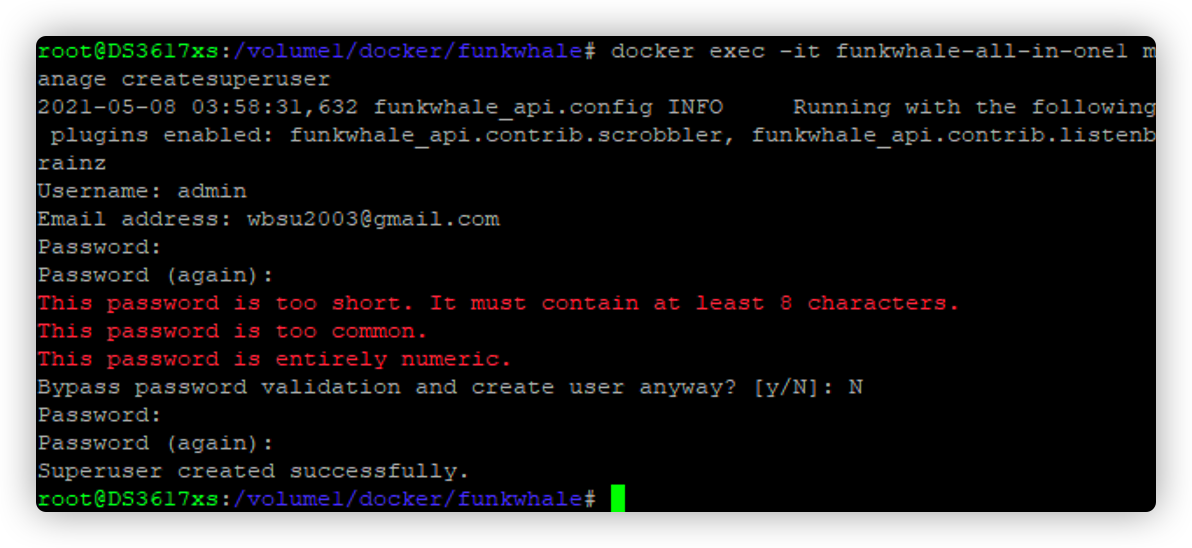 root@DS3617xs:/volume1/docker/funkwhale# docker exec -it funkwhale-all-in-one1 m
anage createsuperuser
2021-05-08 03:58:31,632 funkwhale_api.config INFO     Running with the following
 plugins enabled: funkwhale_api.contrib.scrobbler, funkwhale_api.contrib.listenb
rainz
Username: admin
Email address: wbsu2003@gmail.com
Password:
Password (again):
This password is too short. It must contain at least 8 characters.
This password is too common.
This password is entirely numeric.
Bypass password validation and create user anyway? [y/N]: N
Password:
Password (again):
Superuser created successfully.
root@DS3617xs:/volume1/docker/funkwhale#